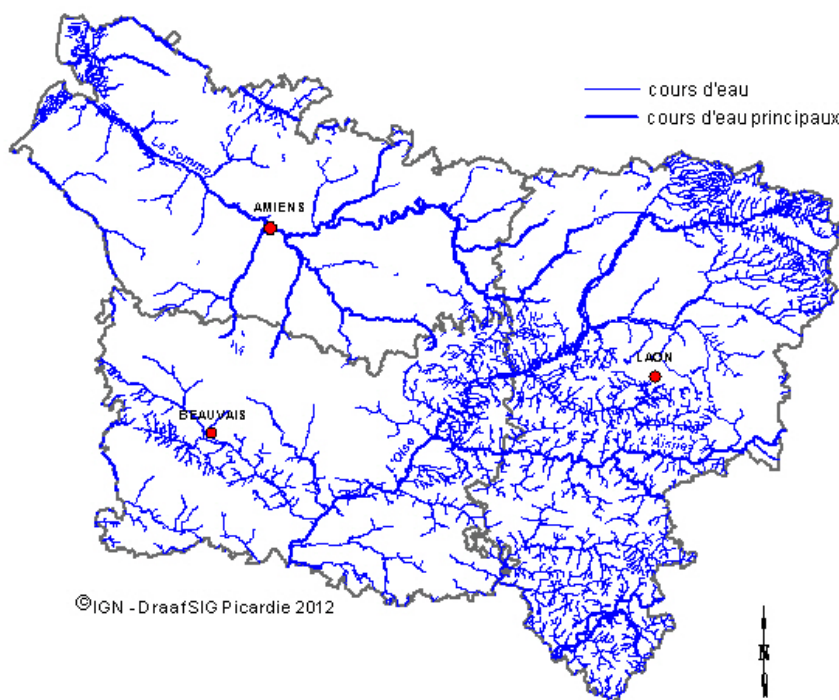 cours d'eau
cours d'eau principaux
La Somme
AMIENS
LAON
BEAUVAIS
L'Oise
L'Aisne
©IGN - DraafSIG Picardie 2012
N